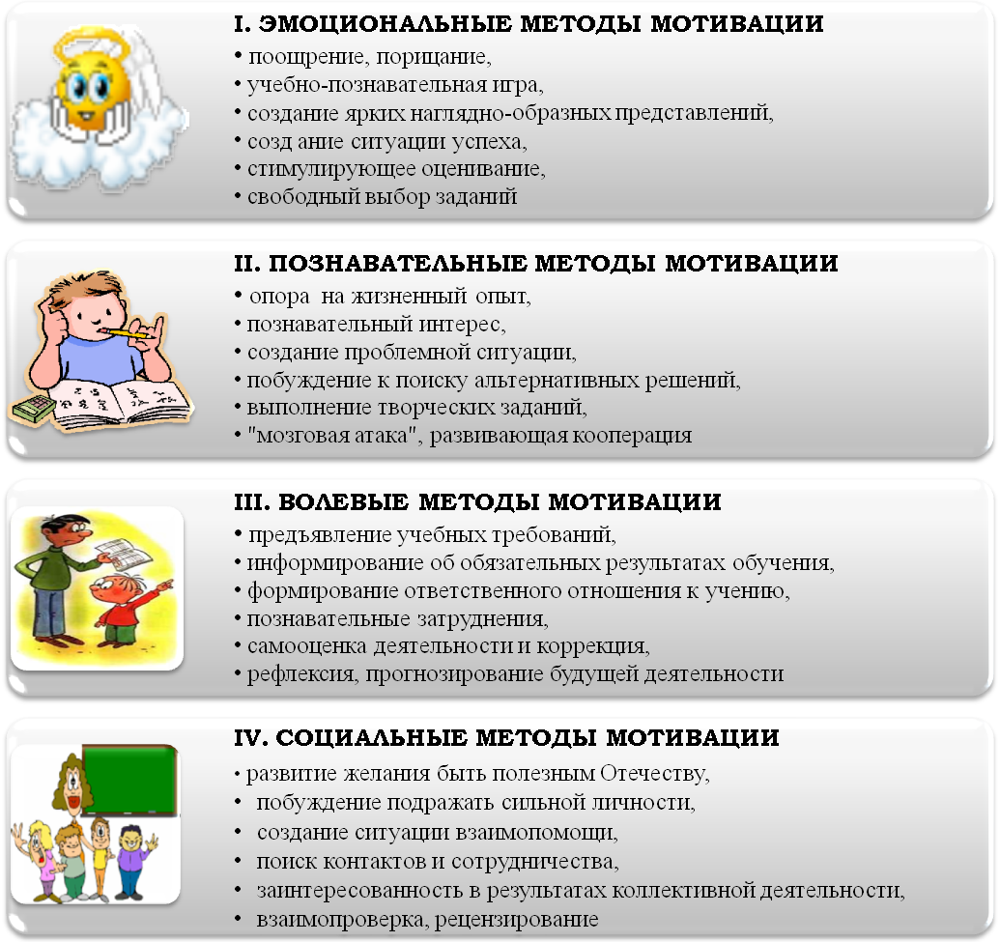 I. ЭМОЦИОНАЛЬНЫЕ МЕТОДЫ МОТИВАЦИИ
• поощрение, порицание,
• учебно-познавательная игра,
• создание ярких наглядно-образных представлений,
• созд ание ситуации успеха,
• стимулирующее оценивание,
• свободный выбор заданий
II. ПОЗНАВАТЕЛЬНЫЕ МЕТОДЫ МОТИВАЦИИ
• опора на жизненный опыт,
• познавательный интерес,
• создание проблемной ситуации,
• побуждение к поиску альтернативных решений,
• выполнение творческих заданий,
• "мозговая атака", развивающая кооперация
III. ВОЛЕВЫЕ МЕТОДЫ МОТИВАЦИИ
• предъявление учебных требований,
• информирование об обязательных результатах обучения,
• формирование ответственного отношения к учению,
• познавательные затруднения,
• самооценка деятельности и коррекция,
• рефлексия, прогнозирование будущей деятельности
IV. СОЦИАЛЬНЫЕ МЕТОДЫ МОТИВАЦИИ
• развитие желания быть полезным Отечеству,
• побуждение подражать сильной личности,
• создание ситуации взаимопомощи,
• поиск контактов и сотрудничества,
• заинтересованность в результатах коллективной деятельности,
• взаимопроверка, рецензирование